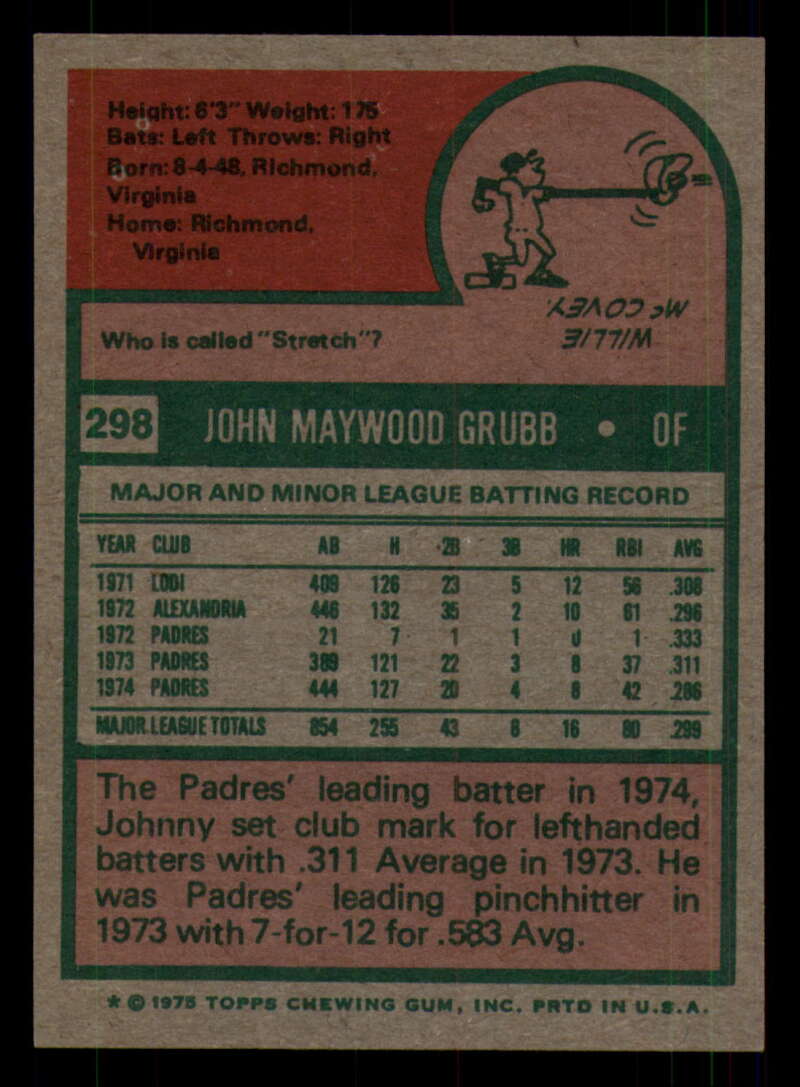 Height: 6'3" Weight: 175
Bats: Left Throws: Right
Born: 8-4-48, Richmond,
Virginia
Home: Richmond,
Virginia
Who is called "Stretch"?
WILLIE
McCOVEY.
298 JOHN MAYWOOD GRUBB • OF
MAJOR AND MINOR LEAGUE BATTING RECORD
YEAR CLUB AB H 2B 3B HR RBI AVG
1971 LODI 409 126 23 5 12 56 .308
1972 ALEXANDRIA 446 132 35 2 10 61 .296
1972 PADRES 21 7 1 1 0 1 .333
1973 PADRES 389 121 22 3 8 37 .311
1974 PADRES 444 127 20 4 8 42 .286
MAJOR LEAGUE TOTALS 854 255 43 8 16 80 .299
The Padres' leading batter in 1974,
Johnny set club mark for lefthanded
batters with .311 Average in 1973. He
was Padres' leading pinchhitter in
1973 with 7-for-12 for .583 Avg.
* © 1975 TOPPS CHEWING GUM, INC. PRTD IN U.S.A.